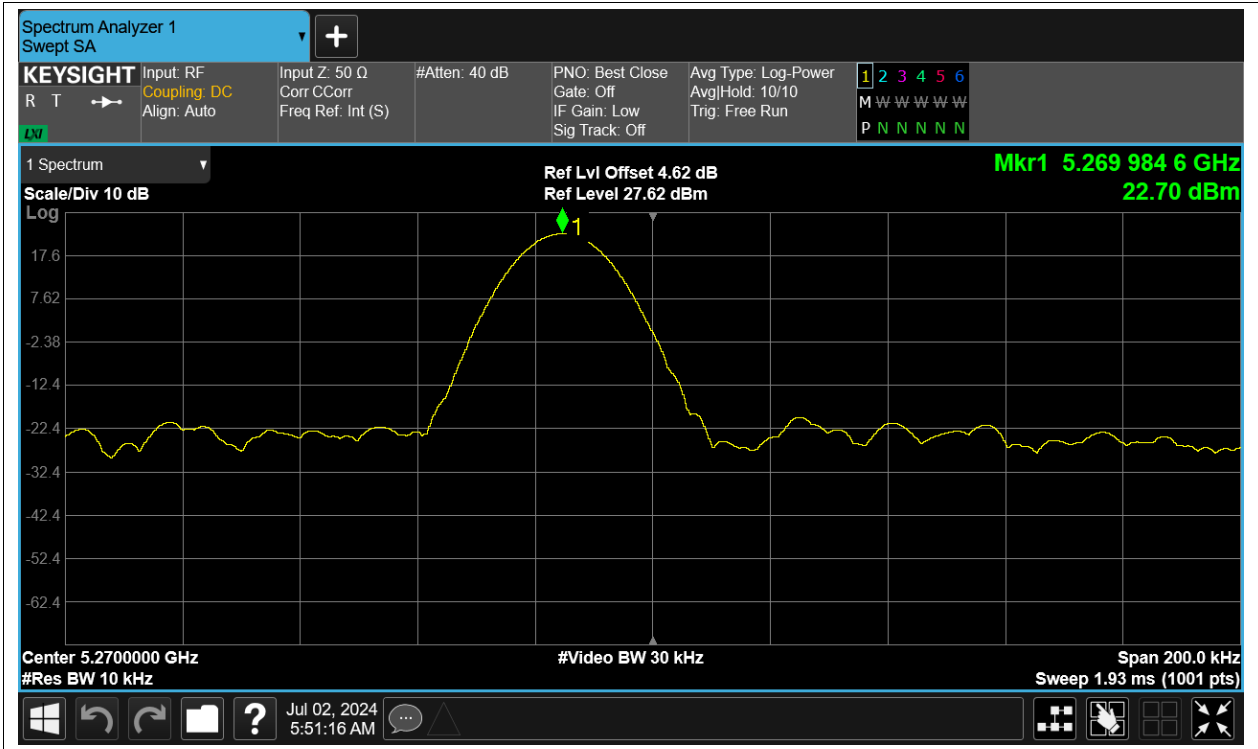 Spectrum Analyzer 1
Swept SA
KEYSIGHT
R T
LXI
Input: RF
Coupling: DC
Align: Auto
Input Z: 50 Ω
Corr CCorr
Freq Ref: Int (S)
#Atten: 40 dB
PNO: Best Close
Gate: Off
IF Gain: Low
Sig Track: Off
Avg Type: Log-Power
Avg|Hold: 10/10
Trig: Free Run
1 2 3 4 5 6
M W W W W W
P N N N N N
1 Spectrum
Scale/Div 10 dB
Log
Ref Lvl Offset 4.62 dB
Ref Level 27.62 dBm
Mkr1 5.269 984 6 GHz
22.70 dBm
1
17.6
7.62
-2.38
-12.4
-22.4
-32.4
-42.4
-52.4
-62.4
Center 5.2700000 GHz
#Res BW 10 kHz
#Video BW 30 kHz
Span 200.0 kHz
Sweep 1.93 ms (1001 pts)
?
Jul 02, 2024
5:51:16 AM